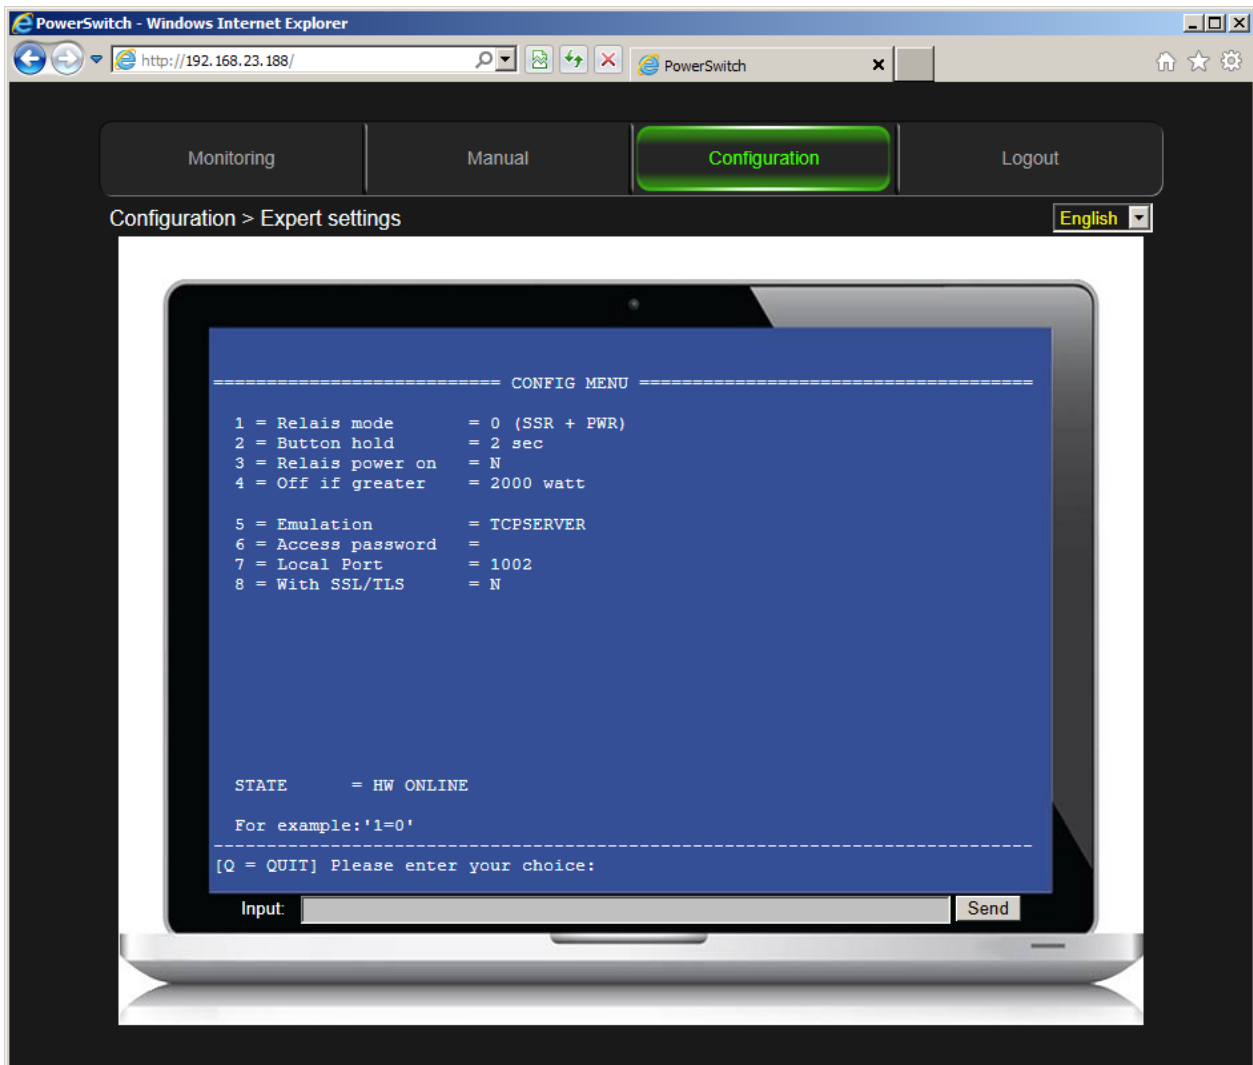 PowerSwitch - Windows Internet Explorer
http://192.168.23.188/
PowerSwitch
Monitoring
Manual
Configuration
Logout
Configuration > Expert settings
English
=========================== CONFIG MENU =====================================
1 = Relais mode       = 0 (SSR + PWR)
2 = Button hold       = 2 sec
3 = Relais power on   = N
4 = Off if greater    = 2000 watt
5 = Emulation         = TCPSERVER
6 = Access password   =
7 = Local Port        = 1002
8 = With SSL/TLS      = N
STATE      = HW ONLINE
For example:'1=0'
-----------------------------------------------------------------------------
[Q = QUIT] Please enter your choice:
Input:
Send